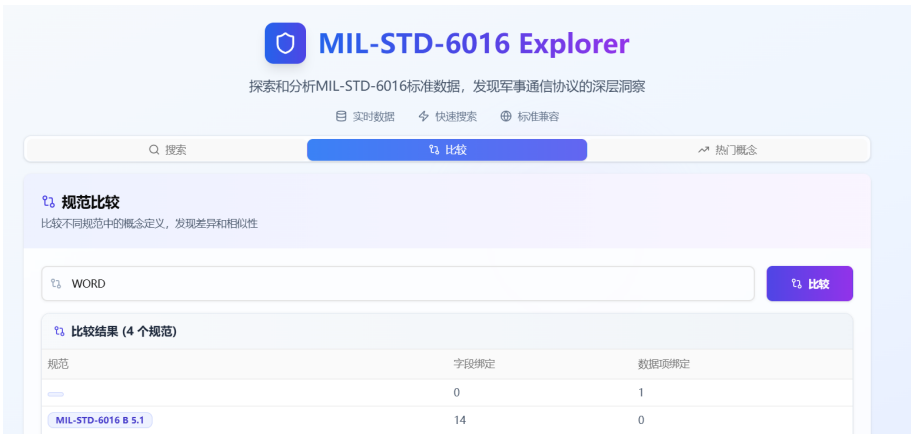 MIL-STD-6016 Explorer
探索和分析MIL-STD-6016标准数据，发现军事通信协议的深层洞察
实时数据 快速搜索 标准兼容
搜索 比较 热门概念
规范比较
比较不同规范中的概念定义，发现差异和相似性
WORD 比较
比较结果 (4 个规范)
规范 字段绑定 数据项绑定
0 1
MIL-STD-6016 B 5.1 14 0